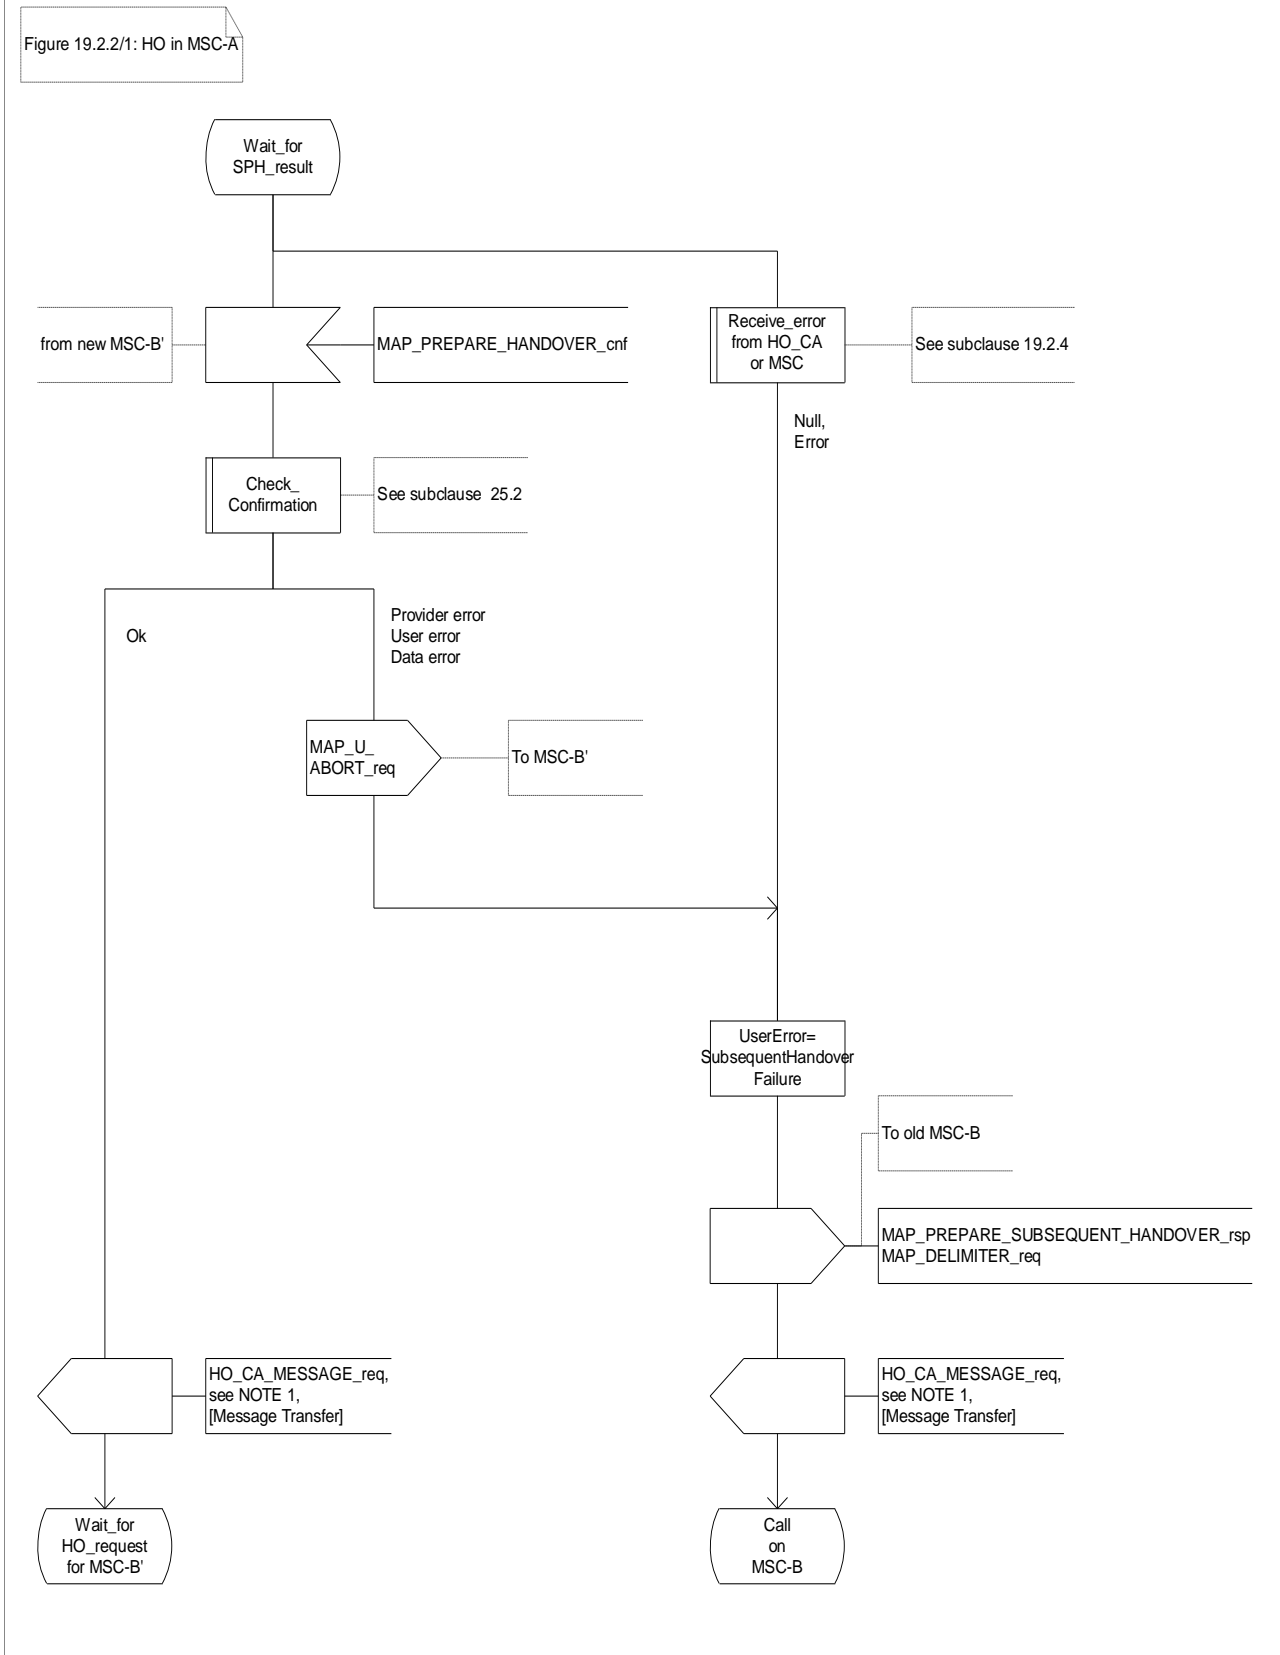 Figure 19.2.2/1: HO in MSC-A
Wait_for
SPH_result
from new MSC-B'
MAP_PREPARE_HANDOVER_cnf
Receive_error
from HO_CA
or MSC
See subclause 19.2.4
Null,
Error
Check_
Confirmation
See subclause  25.2
Ok
Provider error
User error
Data error
MAP_U_
ABORT_req
To MSC-B'
UserError=
SubsequentHandover
Failure
To old MSC-B
MAP_PREPARE_SUBSEQUENT_HANDOVER_rsp
MAP_DELIMITER_req
HO_CA_MESSAGE_req,
see NOTE 1,
[Message Transfer]
HO_CA_MESSAGE_req,
see NOTE 1,
[Message Transfer]
Wait_for
HO_request
for MSC-B'
Call
on
MSC-B